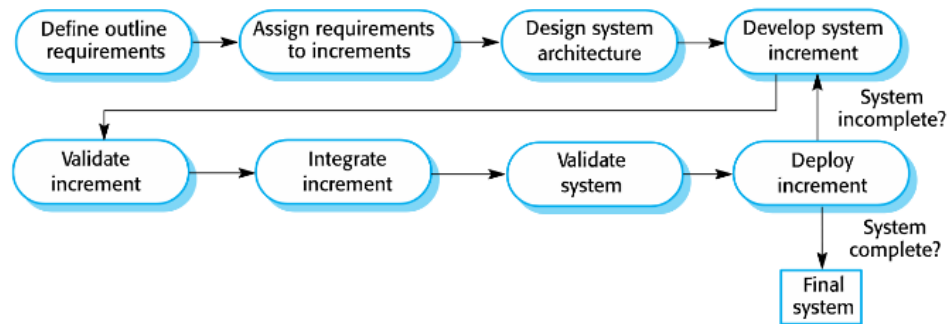 Define outline
requirements
Assign requirements
to increments
Design system
architecture
Develop system
increment
System
incomplete?
Validate
increment
Integrate
increment
Validate
system
Deploy
increment
System
complete?
Final
system